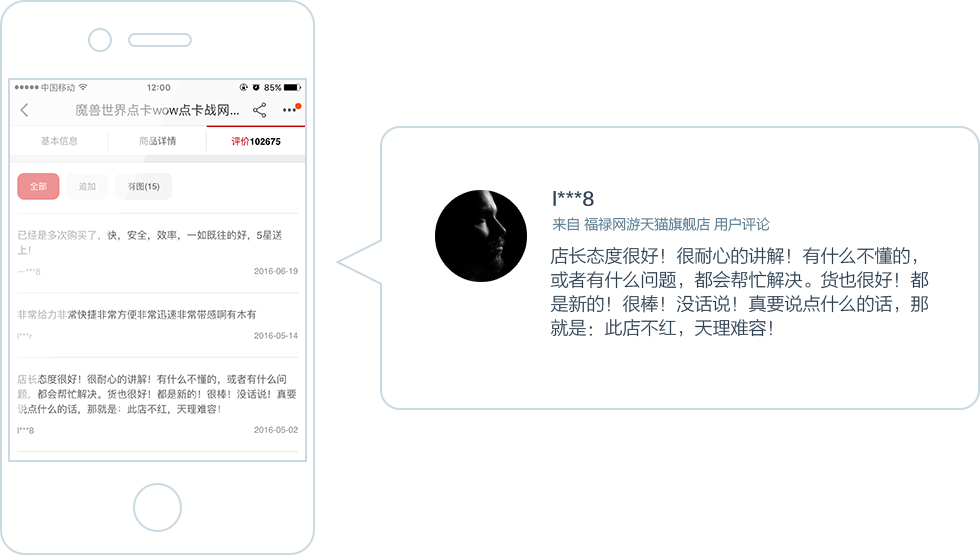 中国移动
12:00
85%
魔兽世界点卡wow点卡战网...
基本信息
商品详情
评价102675
全部
追加
有图(15)
已经是多次购买了，快，安全，效率，一如既往的好，5星送
上！
一***8
2016-06-19
非常给力非常快捷非常方便非常迅速非常带感啊有木有
l***r
2016-05-14
店长态度很好！很耐心的讲解！有什么不懂的，或者有什么问
题，都会帮忙解决。货也很好！都是新的！很棒！没话说！真要
说点什么的话，那就是：此店不红，天理难容！
l***8
2016-05-02
l***8
来自 福禄网游天猫旗舰店 用户评论
店长态度很好！很耐心的讲解！有什么不懂的，
或者有什么问题，都会帮忙解决。货也很好！都
是新的！很棒！没话说！真要说点什么的话，那
就是：此店不红，天理难容！